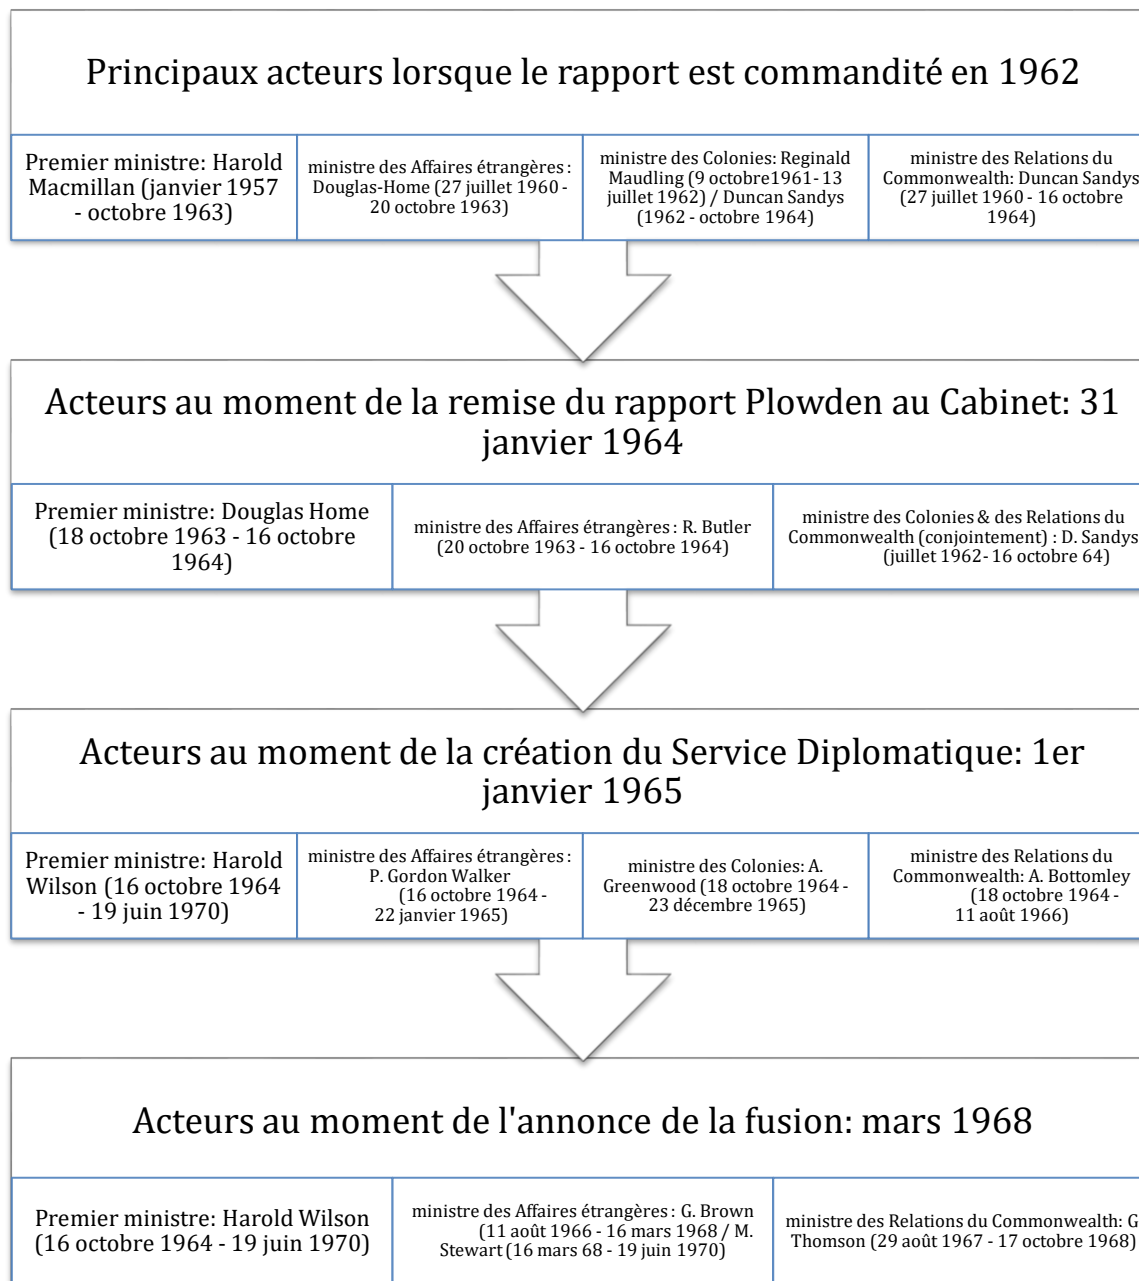 Principaux acteurs lorsque le rapport est commandité en 1962
Premier ministre: Harold
Macmillan (janvier 1957
- octobre 1963)
ministre des Affaires étrangères :
Douglas-Home (27 juillet 1960 -
20 octobre 1963)
ministre des Colonies: Reginald
Maudling (9 octobre1961- 13
juillet 1962) / Duncan Sandys
(1962 - octobre 1964)
ministre des Relations du
Commonwealth: Duncan Sandys
(27 juillet 1960 - 16 octobre
1964)
Acteurs au moment de la remise du rapport Plowden au Cabinet: 31
janvier 1964
Premier ministre: Douglas Home
(18 octobre 1963 - 16 octobre
1964)
ministre des Affaires étrangères : R. Butler
(20 octobre 1963 - 16 octobre 1964)
ministre des Colonies & des Relations du
Commonwealth (conjointement) : D. Sandys
(juillet 1962- 16 octobre 64)
Acteurs au moment de la création du Service Diplomatique: 1er
janvier 1965
Premier ministre: Harold
Wilson (16 octobre 1964
- 19 juin 1970)
ministre des Affaires étrangères :
P. Gordon Walker
(16 octobre 1964 -
22 janvier 1965)
ministre des Colonies: A.
Greenwood (18 octobre 1964 -
23 décembre 1965)
ministre des Relations du
Commonwealth: A. Bottomley
(18 octobre 1964 -
11 août 1966)
Acteurs au moment de l'annonce de la fusion: mars 1968
Premier ministre: Harold Wilson
(16 octobre 1964 - 19 juin 1970)
ministre des Affaires étrangères : G. Brown
(11 août 1966 - 16 mars 1968 / M.
Stewart (16 mars 68 - 19 juin 1970)
ministre des Relations du Commonwealth: G
Thomson (29 août 1967 - 17 octobre 1968)